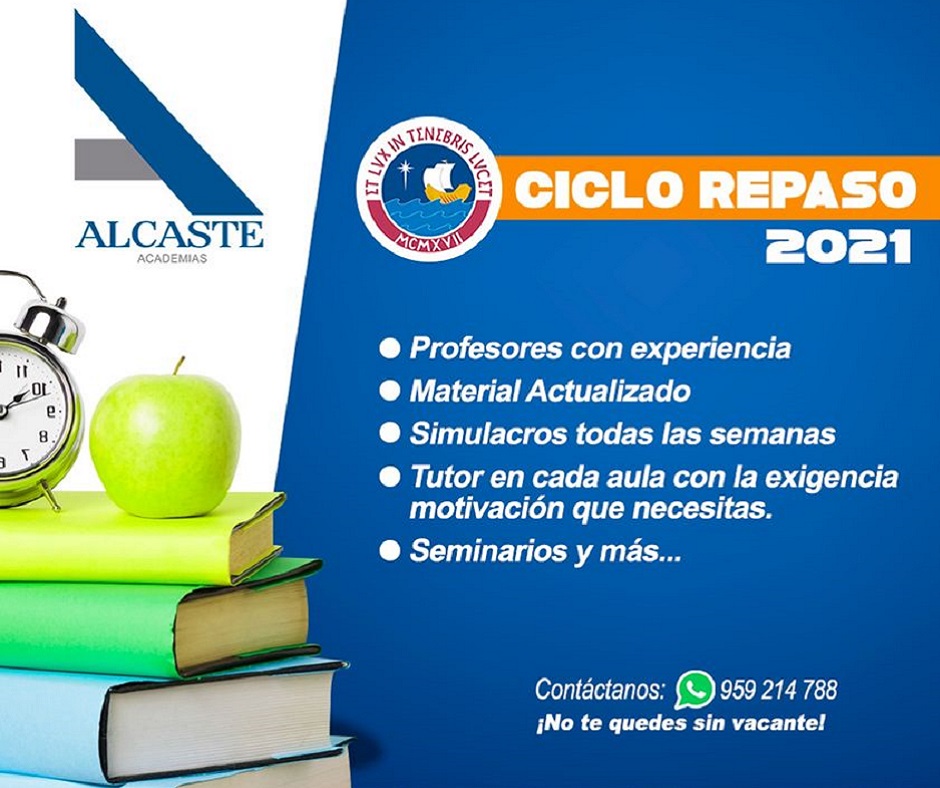 ALCASTE
ACADEMIAS
ET LVX IN TENEBRIS LVCET
MCMXVII
CICLO REPASO
2021
Profesores con experiencia
Material Actualizado
Simulacros todas las semanas
Tutor en cada aula con la exigencia
motivación que necesitas.
Seminarios y más...
Contáctanos: 959 214 788
¡No te quedes sin vacante!